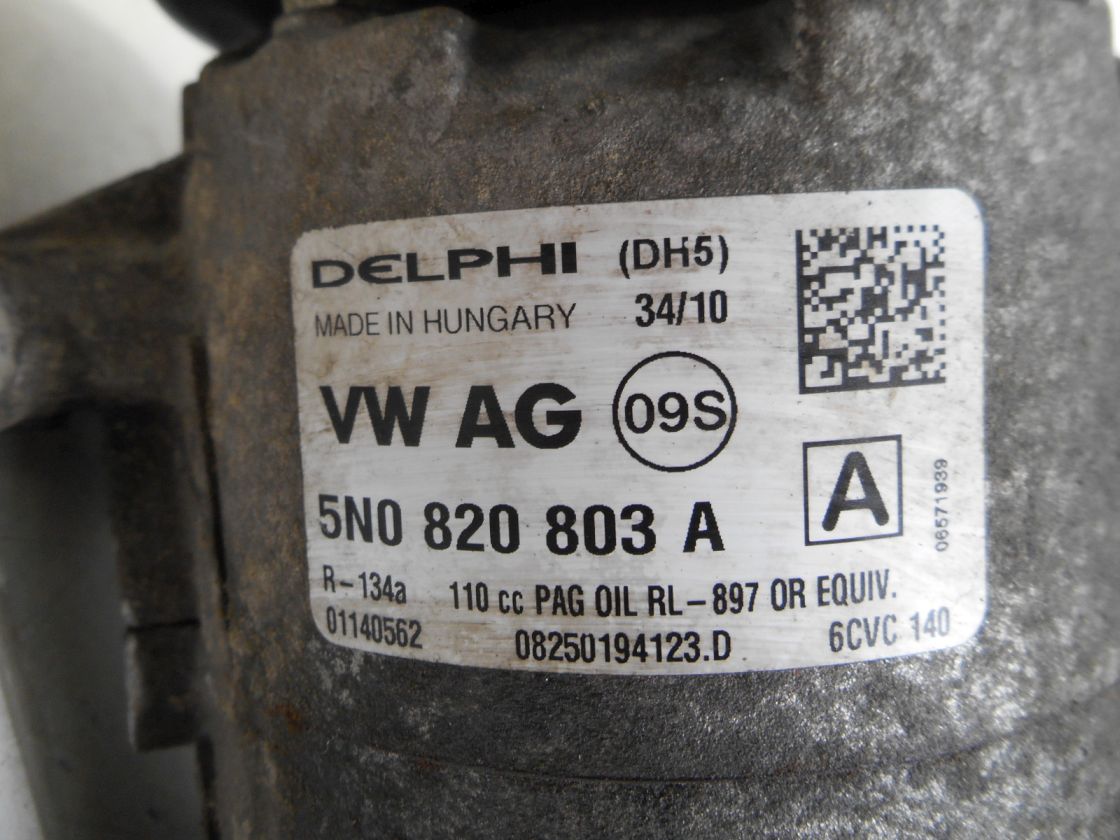 DELPHI (DH5)
MADE IN HUNGARY 34/10
VW AG 09S
5N0 820 803 A A
06571939
R-134a 110 cc PAG OIL RL-897 OR EQUIV.
01140562 08250194123.D 6CVC 140